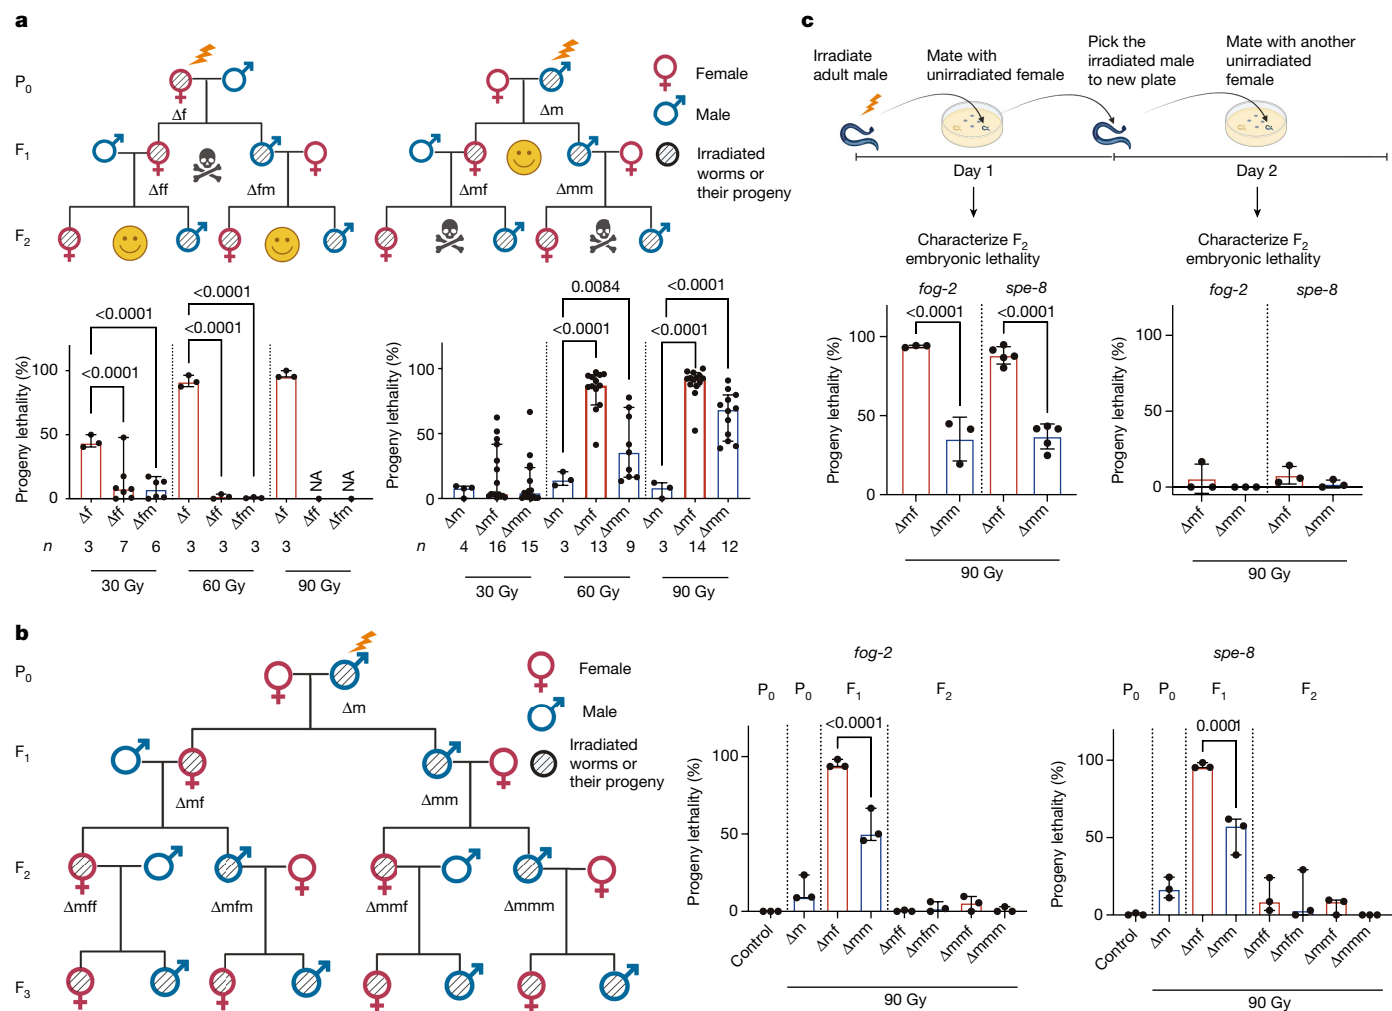 a
P0
F1
F2
Δf
Δff
Δfm
Δm
Δmf
Δmm
Female
Male
Irradiated
worms or
their progeny
Progeny lethality (%)
100
50
0
<0.0001
<0.0001
<0.0001
<0.0001
NA
NA
Δf
Δff
Δfm
Δf
Δff
Δfm
Δf
Δff
Δfm
n
3
7
6
3
3
3
3
30 Gy
60 Gy
90 Gy
Progeny lethality (%)
100
50
0
0.0084
<0.0001
<0.0001
<0.0001
Δm
Δmf
Δmm
Δm
Δmf
Δmm
Δm
Δmf
Δmm
4
16
15
3
13
9
3
14
12
30 Gy
60 Gy
90 Gy
c
Irradiate
adult male
Mate with
unirradiated female
Pick the
irradiated male
to new plate
Mate with another
unirradiated
female
Day 1
Day 2
Characterize F2
embryonic lethality
Characterize F2
embryonic lethality
fog-2
spe-8
<0.0001
<0.0001
Progeny lethality (%)
100
50
0
Δmf
Δmm
Δmf
Δmm
90 Gy
fog-2
spe-8
Progeny lethality (%)
100
50
0
Δmf
Δmm
Δmf
Δmm
90 Gy
b
P0
F1
F2
F3
Δm
Δmf
Δmm
Δmff
Δmfm
Δmmf
Δmmm
Female
Male
Irradiated
worms or
their progeny
fog-2
P0
P0
F1
F2
<0.0001
Progeny lethality (%)
100
50
0
Control
Δm
Δmf
Δmm
Δmff
Δmfm
Δmmf
Δmmm
90 Gy
spe-8
P0
P0
F1
F2
0.0001
Progeny lethality (%)
100
50
0
Control
Δm
Δmf
Δmm
Δmff
Δmfm
Δmmf
Δmmm
90 Gy